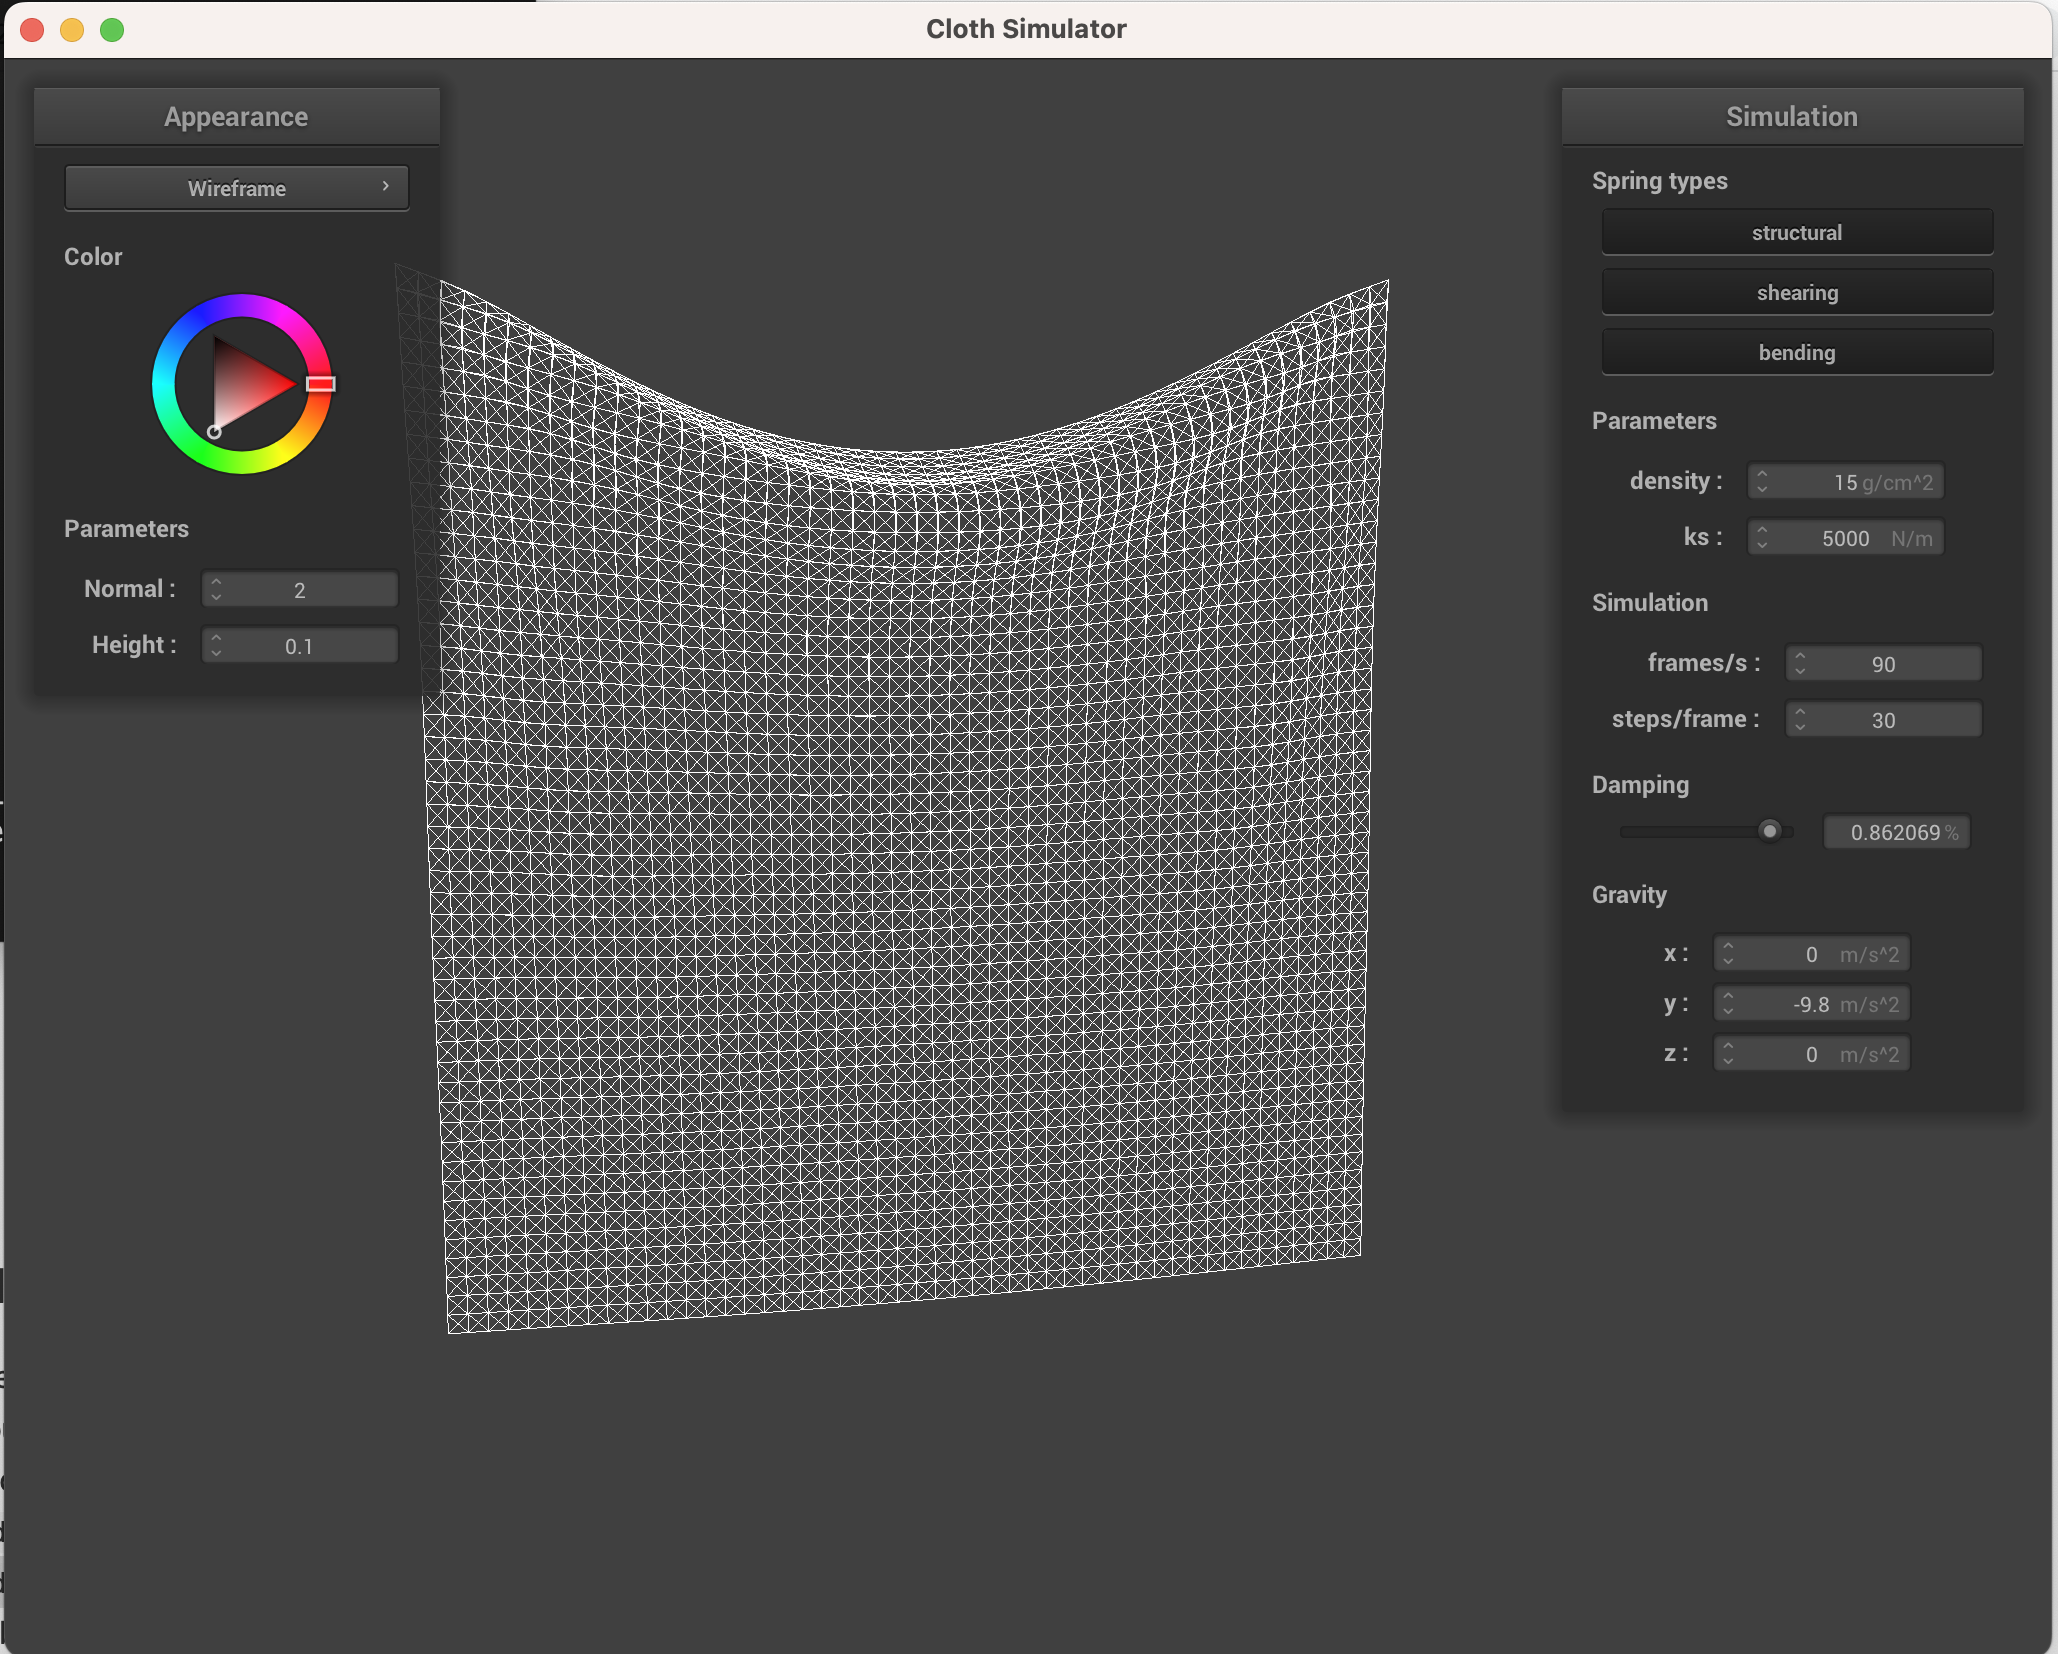 Cloth Simulator
Appearance
Wireframe
Color
Parameters
Normal : 2
Height : 0.1
Simulation
Spring types
structural
shearing
bending
Parameters
density : 15 g/cm^2
ks : 5000 N/m
Simulation
frames/s : 90
steps/frame : 30
Damping
0.862069 %
Gravity
x : 0 m/s^2
y : -9.8 m/s^2
z : 0 m/s^2